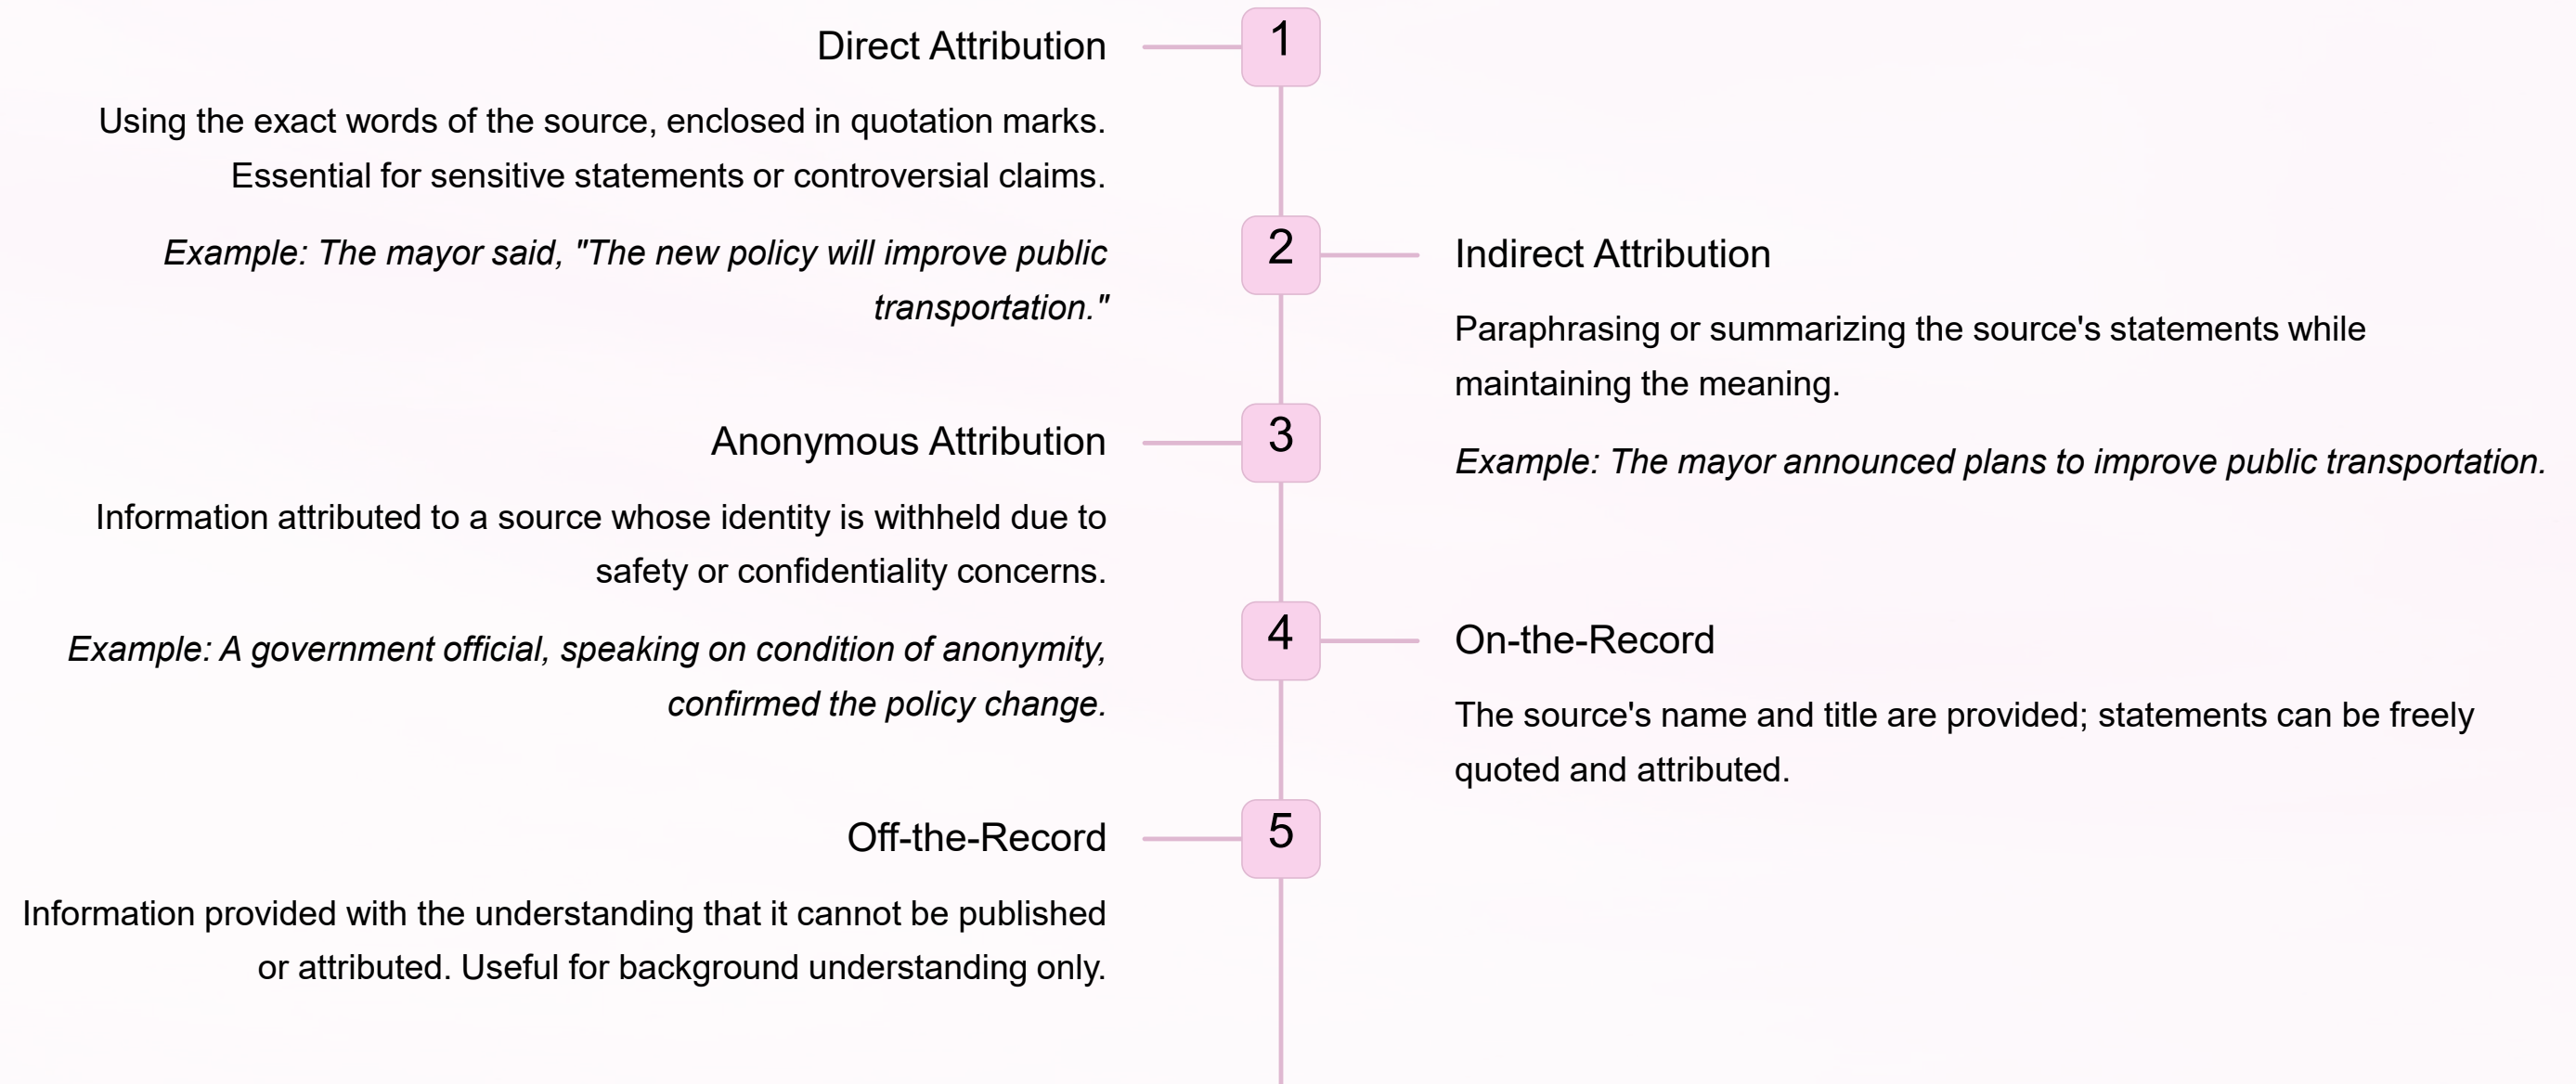 1
Direct Attribution
Using the exact words of the source, enclosed in quotation marks.
Essential for sensitive statements or controversial claims.
Example: The mayor said, "The new policy will improve public
transportation."
2
Indirect Attribution
Paraphrasing or summarizing the source's statements while
maintaining the meaning.
Example: The mayor announced plans to improve public transportation.
3
Anonymous Attribution
Information attributed to a source whose identity is withheld due to
safety or confidentiality concerns.
Example: A government official, speaking on condition of anonymity,
confirmed the policy change.
4
On-the-Record
The source's name and title are provided; statements can be freely
quoted and attributed.
5
Off-the-Record
Information provided with the understanding that it cannot be published
or attributed. Useful for background understanding only.